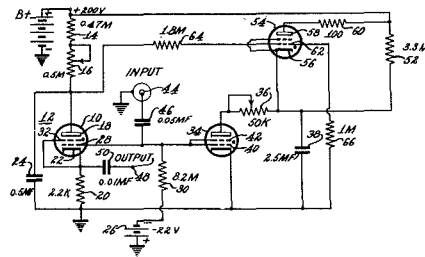 B+
+200V
0.47M
14
0.5M
16
1.8M
64
54
58
62
56
100
60
3.3K
52
INPUT
44
46
0.05MF
36
50K
12
10
18
32
28
22
34
42
40
38
2.5MF
1M
66
24
0.5MF
50
OUTPUT
0.01MF
48
2.2K
20
8.2M
30
26
-22V